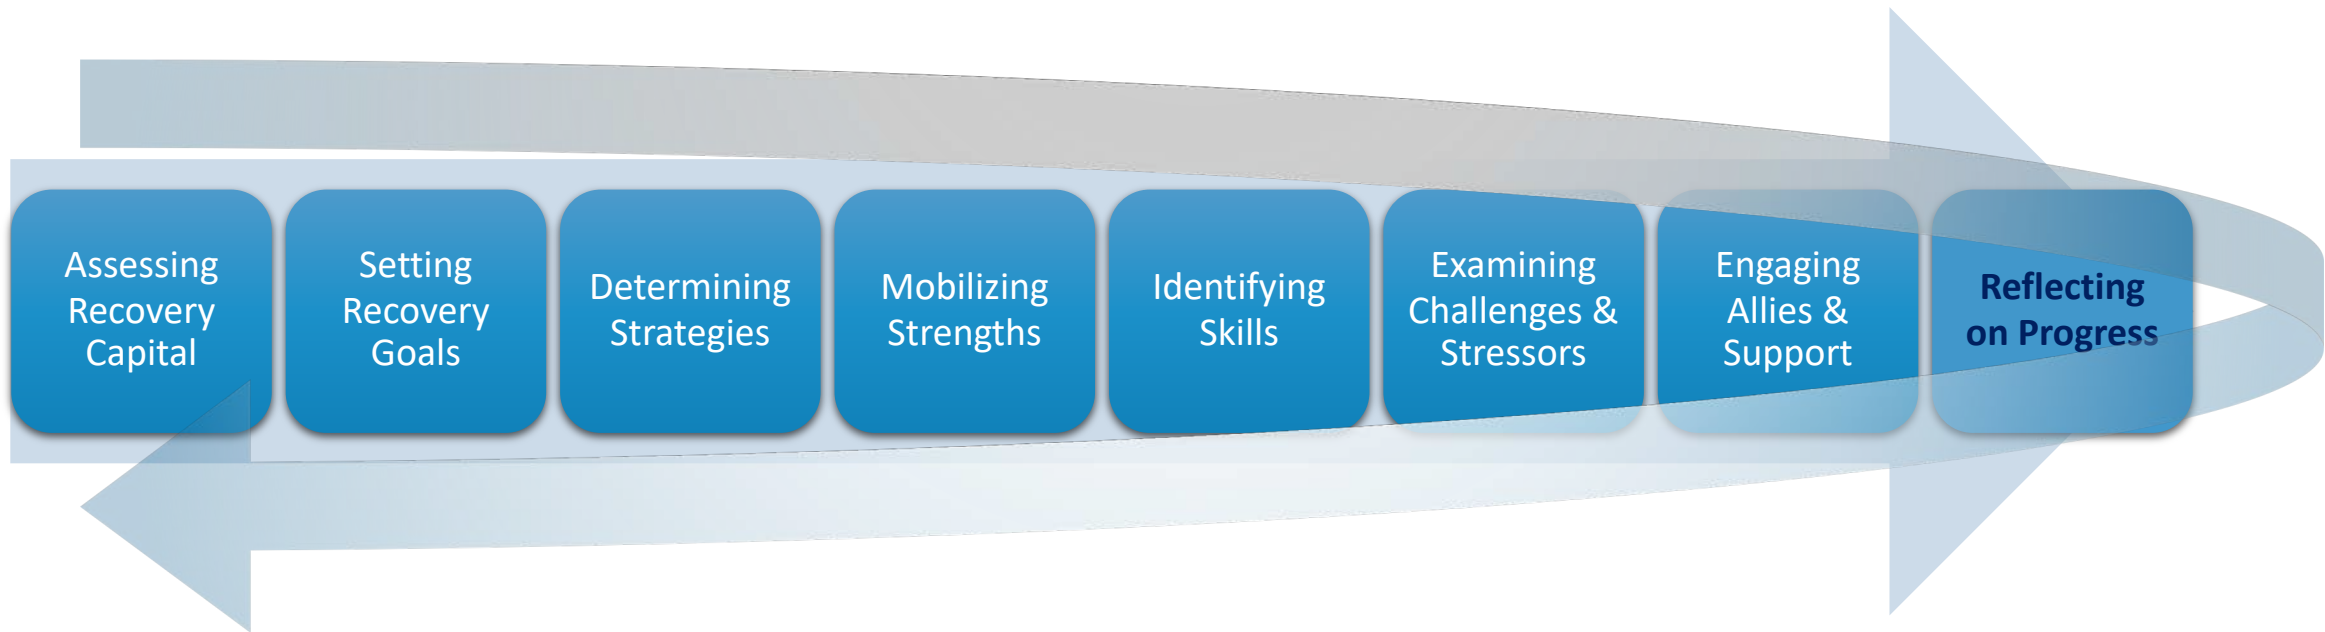 Assessing
Recovery
Capital
Setting
Recovery
Goals
Determining
Strategies
Mobilizing
Strengths
Identifying
Skills
Examining
Challenges &
Stressors
Engaging
Allies &
Support
Reflecting
on Progress